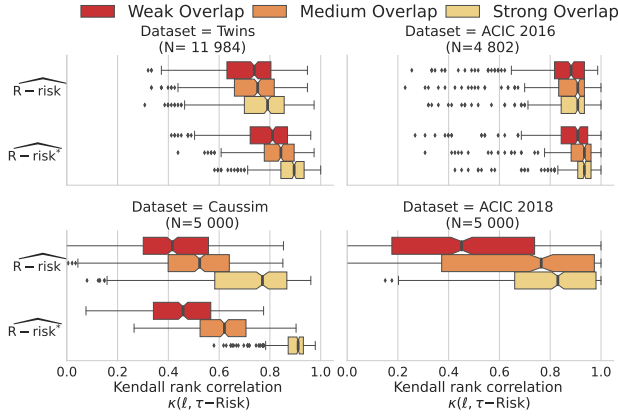 Weak Overlap Medium Overlap Strong Overlap
Dataset = Twins
(N= 11 984)
Dataset = ACIC 2016
(N=4 802)
R−risk
R−risk*
Dataset = Caussim
(N=5 000)
Dataset = ACIC 2018
(N=5 000)
R−risk
R−risk*
0.0 0.2 0.4 0.6 0.8 1.0
0.0 0.2 0.4 0.6 0.8 1.0
Kendall rank correlation
κ(ℓ, τ−Risk)
Kendall rank correlation
κ(ℓ, τ−Risk)